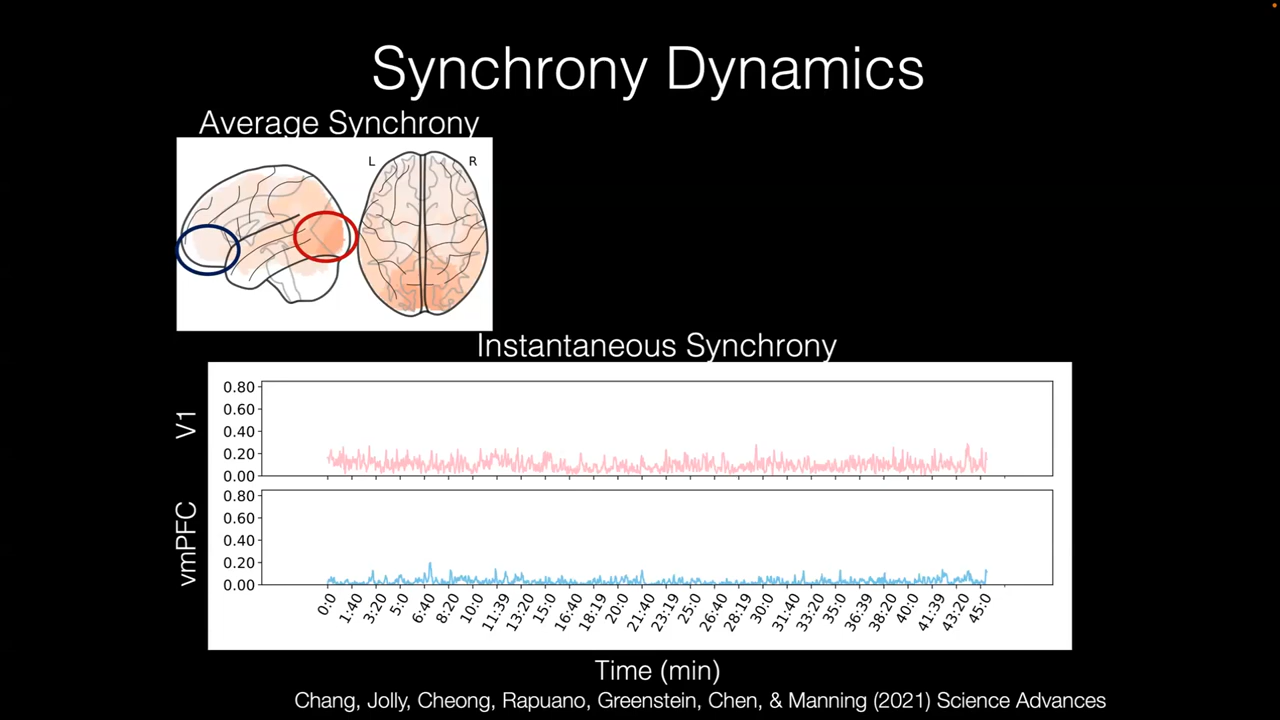 Synchrony Dynamics
Average Synchrony
L R
Instantaneous Synchrony
V1
0.80
0.60
0.40
0.20
0.00
vmPFC
0.80
0.60
0.40
0.20
0.00
0:0 1:40 3:20 5:0 6:40 8:20 10:0 11:39 13:20 15:0 16:40 18:19 20:0 21:40 23:19 25:0 26:40 28:19 30:0 31:40 33:20 35:0 36:39 38:20 40:0 41:39 43:20 45:0
Time (min)
Chang, Jolly, Cheong, Rapuano, Greenstein, Chen, & Manning (2021) Science Advances